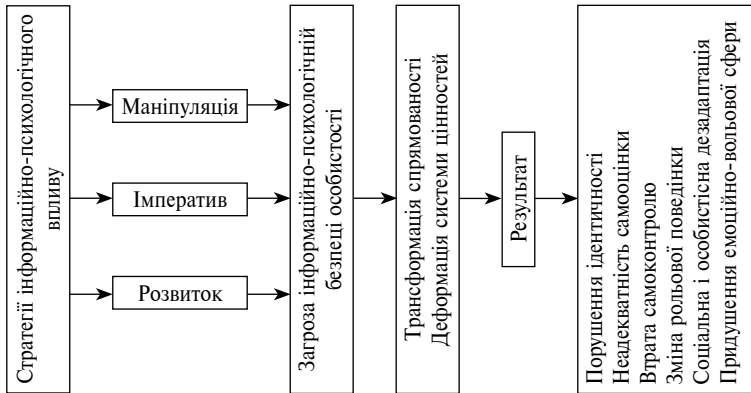 Стратегії інформаційно-психологічного
впливу
Маніпуляція
Імператив
Розвиток
Загроза інформаційно-психологічній
безпеці особистості
Трансформація спрямованості
Деформація системи цінностей
Результат
Порушення ідентичності
Неадекватність самооцінки
Втрата самоконтролю
Зміна рольової поведінки
Соціальна і особистісна дезадаптація
Придушення емоційно-вольової сфери